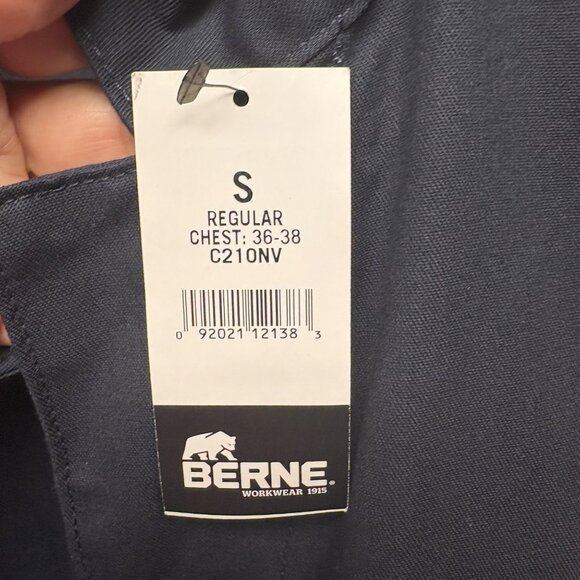 S
REGULAR
CHEST: 36-38
C210NV
0 92021 12138 3
BERNE®
WORKWEAR 1915